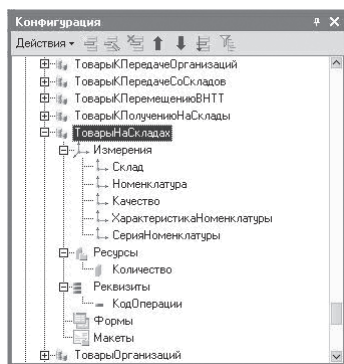 Конфигурация
Действия
ТоварыКПередачеОрганизаций
ТоварыКПередачеСоСкладов
ТоварыКПеремещениюВНТТ
ТоварыКПолучениюНаСклады
ТоварыНаСкладах
Измерения
Склад
Номенклатура
Качество
ХарактеристикаНоменклатуры
СерияНоменклатуры
Ресурсы
Количество
Реквизиты
КодОперации
Формы
Макеты
ТоварыОрганизаций